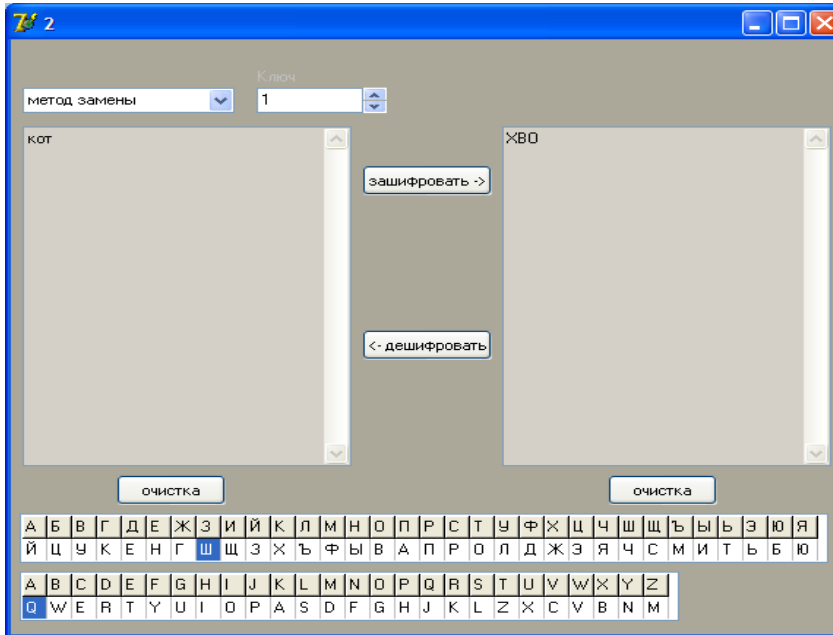 2
Ключ
метод замены 1
кот ХВО
зашифровать ->
<- дешифровать
очистка очистка
А Б В Г Д Е Ж З И Й К Л М Н О П Р С Т У Ф Х Ц Ч Ш Щ Ъ Ы Ь Э Ю Я
Й Ц У К Е Н Г Ш Щ З Х Ъ Ф Ы В А П Р О Л Д Ж Э Я Ч С М И Т Ь Б Ю
A B C D E F G H I J K L M N O P Q R S T U V W X Y Z
Q W E R T Y U I O P A S D F G H J K L Z X C V B N M